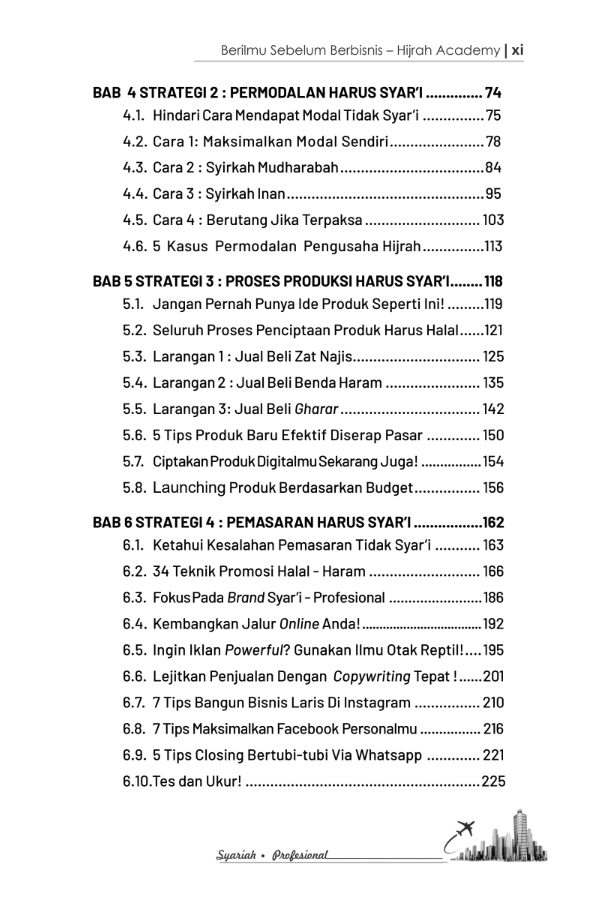 Berilmu Sebelum Berbisnis – Hijrah Academy | xi
BAB 4 STRATEGI 2 : PERMODALAN HARUS SYAR'I .............. 74
4.1. Hindari Cara Mendapat Modal Tidak Syar'i ............... 75
4.2. Cara 1: Maksimalkan Modal Sendiri....................... 78
4.3. Cara 2 : Syirkah Mudharabah................................... 84
4.4. Cara 3 : Syirkah Inan................................................ 95
4.5. Cara 4 : Berutang Jika Terpaksa ............................ 103
4.6. 5 Kasus Permodalan Pengusaha Hijrah............... 113
BAB 5 STRATEGI 3 : PROSES PRODUKSI HARUS SYAR'I........ 118
5.1. Jangan Pernah Punya Ide Produk Seperti Ini! ......... 119
5.2. Seluruh Proses Penciptaan Produk Harus Halal...... 121
5.3. Larangan 1 : Jual Beli Zat Najis............................... 125
5.4. Larangan 2 : Jual Beli Benda Haram ....................... 135
5.5. Larangan 3: Jual Beli Gharar.................................. 142
5.6. 5 Tips Produk Baru Efektif Diserap Pasar ............. 150
5.7. Ciptakan Produk Digitalmu Sekarang Juga! ................ 154
5.8. Launching Produk Berdasarkan Budget................ 156
BAB 6 STRATEGI 4 : PEMASARAN HARUS SYAR'I ................. 162
6.1. Ketahui Kesalahan Pemasaran Tidak Syar'i ........... 163
6.2. 34 Teknik Promosi Halal - Haram ........................... 166
6.3. Fokus Pada Brand Syar'i - Profesional ........................ 186
6.4. Kembangkan Jalur Online Anda!................................... 192
6.5. Ingin Iklan Powerful? Gunakan Ilmu Otak Reptil!.... 195
6.6. Lejitkan Penjualan Dengan Copywriting Tepat !...... 201
6.7. 7 Tips Bangun Bisnis Laris Di Instagram ................ 210
6.8. 7 Tips Maksimalkan Facebook Personalmu ................ 216
6.9. 5 Tips Closing Bertubi-tubi Via Whatsapp ............. 221
6.10.Tes dan Ukur! ......................................................... 225
Syariah • Profesional